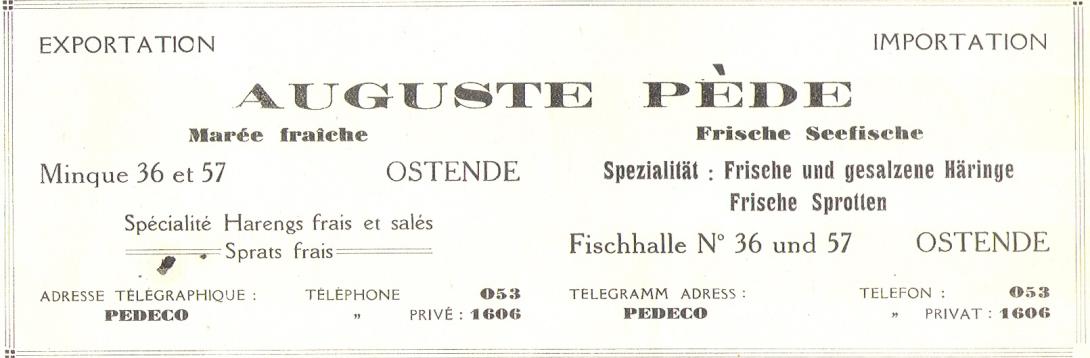 EXPORTATION
IMPORTATION
AUGUSTE PÈDE
Marée fraîche
Minque 36 et 57 OSTENDE
Spécialité Harengs frais et salés
Sprats frais
ADRESSE TÉLÉGRAPHIQUE : TÉLÉPHONE 053
PEDECO „ PRIVÉ : 1606
Frische Seefische
Spezialität : Frische und gesalzene Häringe
Frische Sprotten
Fischhalle N° 36 und 57 OSTENDE
TELEGRAMM ADRESS : TELEFON : 053
PEDECO „ PRIVAT : 1606